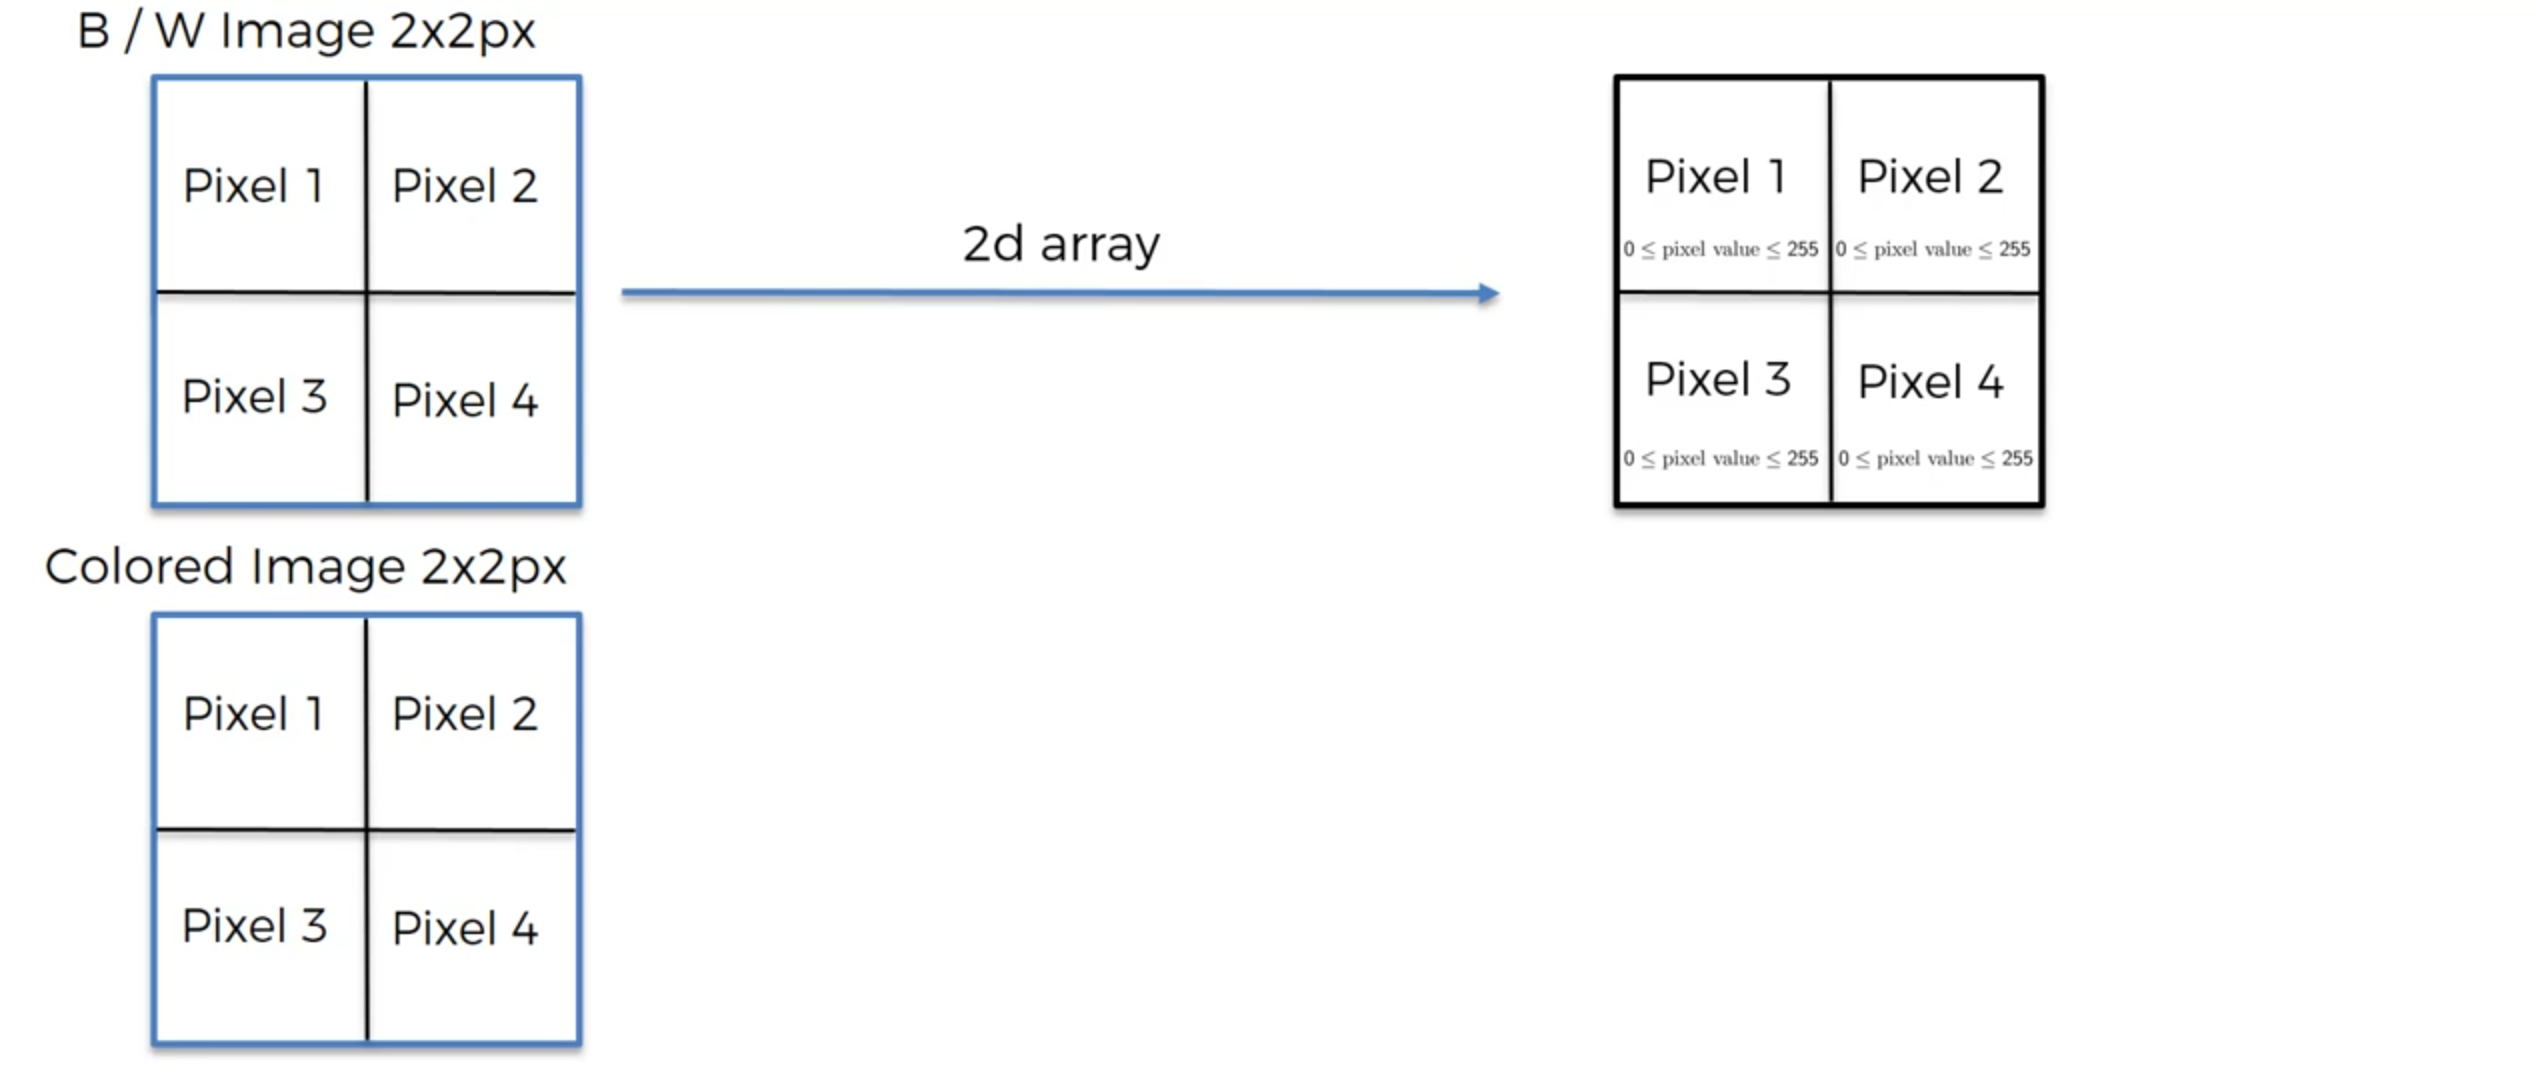 B / W Image 2x2px
Pixel 1 Pixel 2
Pixel 3 Pixel 4
2d array
Pixel 1 Pixel 2
0 ≤ pixel value ≤ 255 0 ≤ pixel value ≤ 255
Pixel 3 Pixel 4
0 ≤ pixel value ≤ 255 0 ≤ pixel value ≤ 255
Colored Image 2x2px
Pixel 1 Pixel 2
Pixel 3 Pixel 4